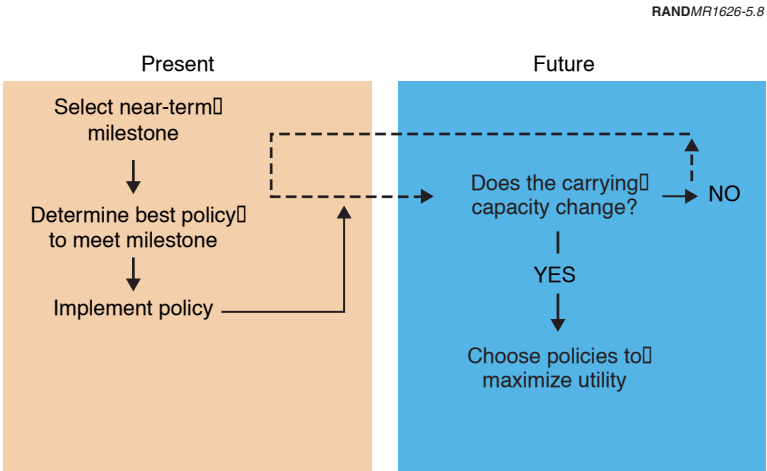 RANDMR1626-5.8
Present
Future
Select near-term
milestone
Determine best policy
to meet milestone
Implement policy
Does the carrying
capacity change?
NO
YES
Choose policies to
maximize utility